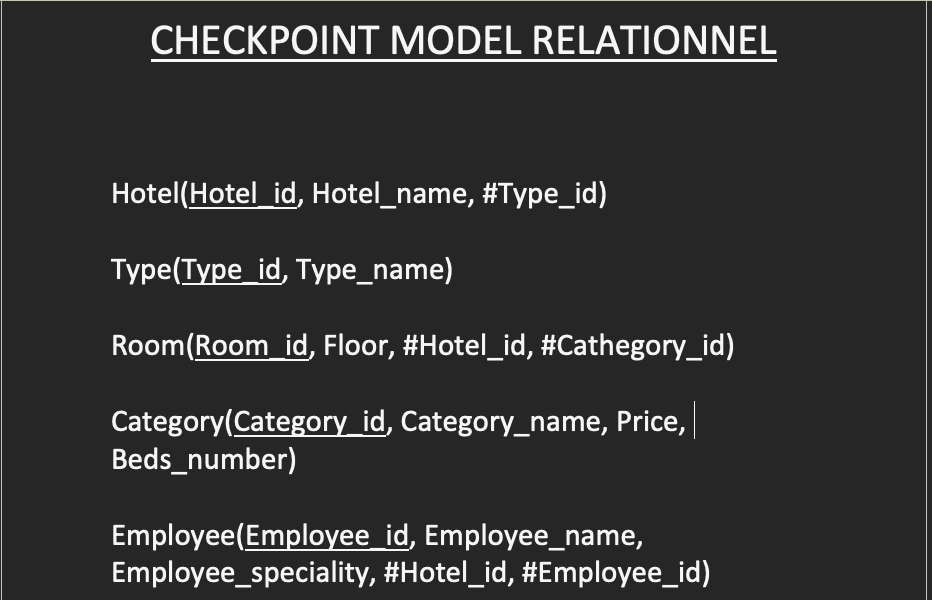 CHECKPOINT MODEL RELATIONNEL
Hotel(Hotel_id, Hotel_name, #Type_id)
Type(Type_id, Type_name)
Room(Room_id, Floor, #Hotel_id, #Cathegory_id)
Category(Category_id, Category_name, Price,
Beds_number)
Employee(Employee_id, Employee_name,
Employee_speciality, #Hotel_id, #Employee_id)